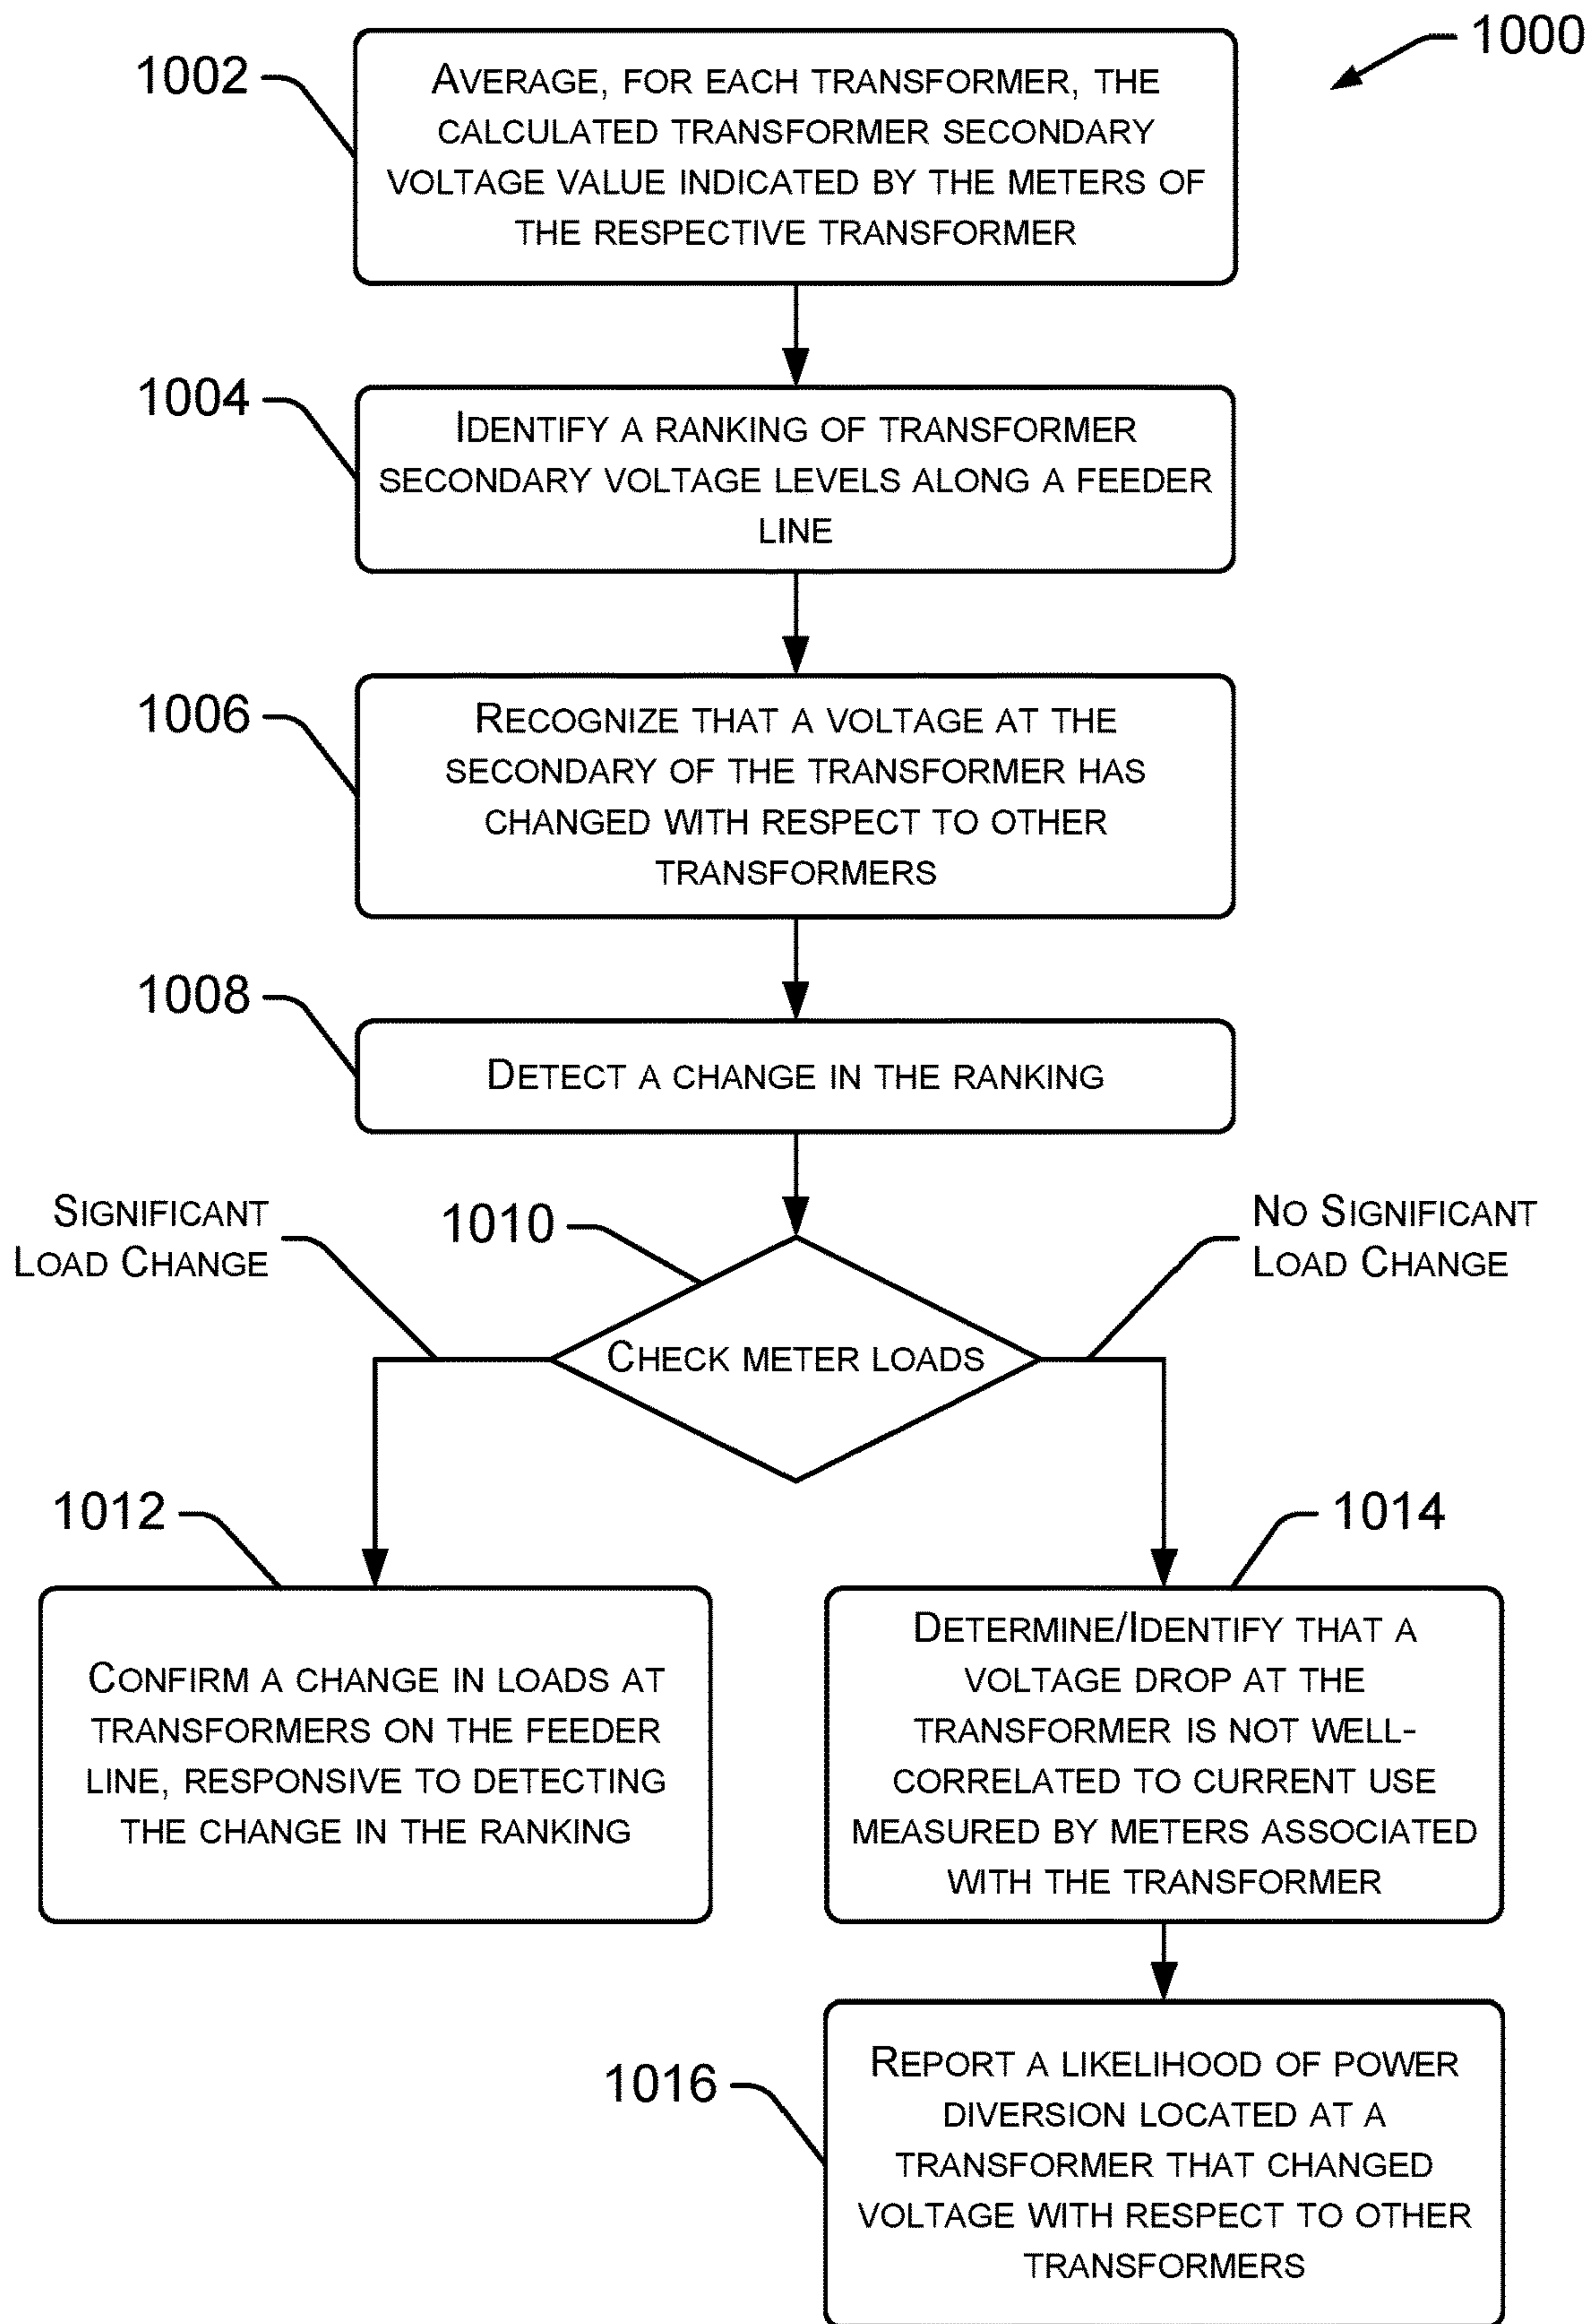 1000
1002
AVERAGE, FOR EACH TRANSFORMER, THE
CALCULATED TRANSFORMER SECONDARY
VOLTAGE VALUE INDICATED BY THE METERS OF
THE RESPECTIVE TRANSFORMER
1004
IDENTIFY A RANKING OF TRANSFORMER
SECONDARY VOLTAGE LEVELS ALONG A FEEDER
LINE
1006
RECOGNIZE THAT A VOLTAGE AT THE
SECONDARY OF THE TRANSFORMER HAS
CHANGED WITH RESPECT TO OTHER
TRANSFORMERS
1008
DETECT A CHANGE IN THE RANKING
SIGNIFICANT
LOAD CHANGE
1010
NO SIGNIFICANT
LOAD CHANGE
CHECK METER LOADS
1012
CONFIRM A CHANGE IN LOADS AT
TRANSFORMERS ON THE FEEDER
LINE, RESPONSIVE TO DETECTING
THE CHANGE IN THE RANKING
1014
DETERMINE/IDENTIFY THAT A
VOLTAGE DROP AT THE
TRANSFORMER IS NOT WELL-
CORRELATED TO CURRENT USE
MEASURED BY METERS ASSOCIATED
WITH THE TRANSFORMER
1016
REPORT A LIKELIHOOD OF POWER
DIVERSION LOCATED AT A
TRANSFORMER THAT CHANGED
VOLTAGE WITH RESPECT TO OTHER
TRANSFORMERS